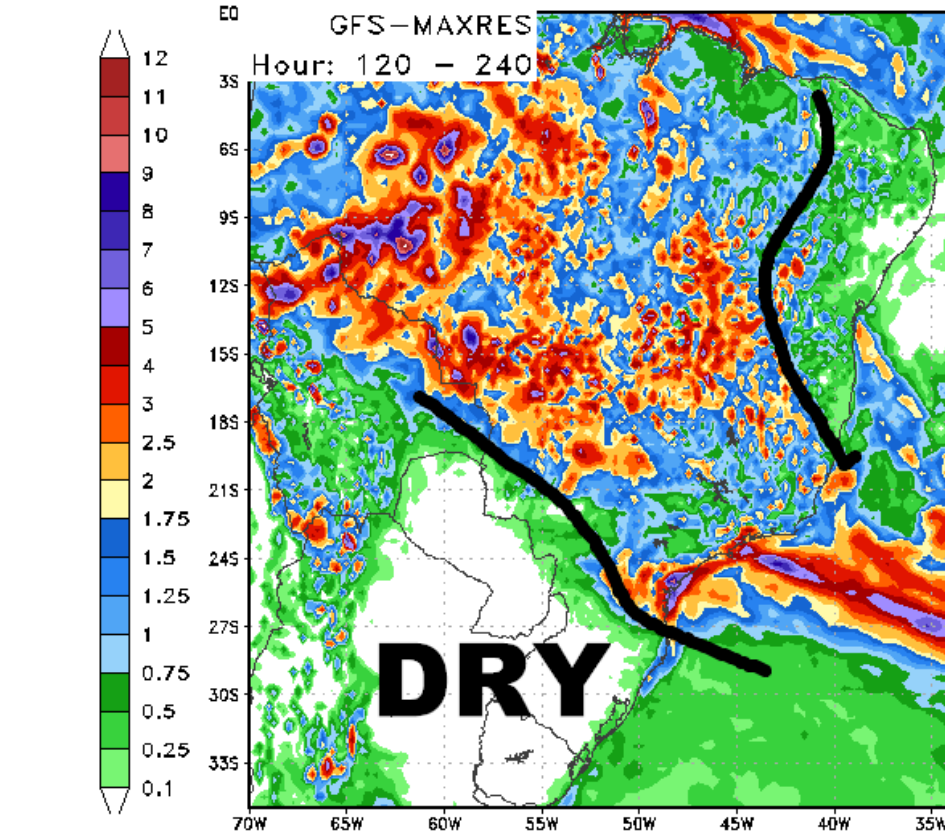 EQ
GFS-MAXRES
Hour: 120 - 240
12
11
10
9
8
7
6
5
4
3
2.5
2
1.75
1.5
1.25
1
0.75
0.5
0.25
0.1
3S
6S
9S
12S
15S
18S
21S
24S
27S
30S
33S
DRY
70W
65W
60W
55W
50W
45W
40W
35W